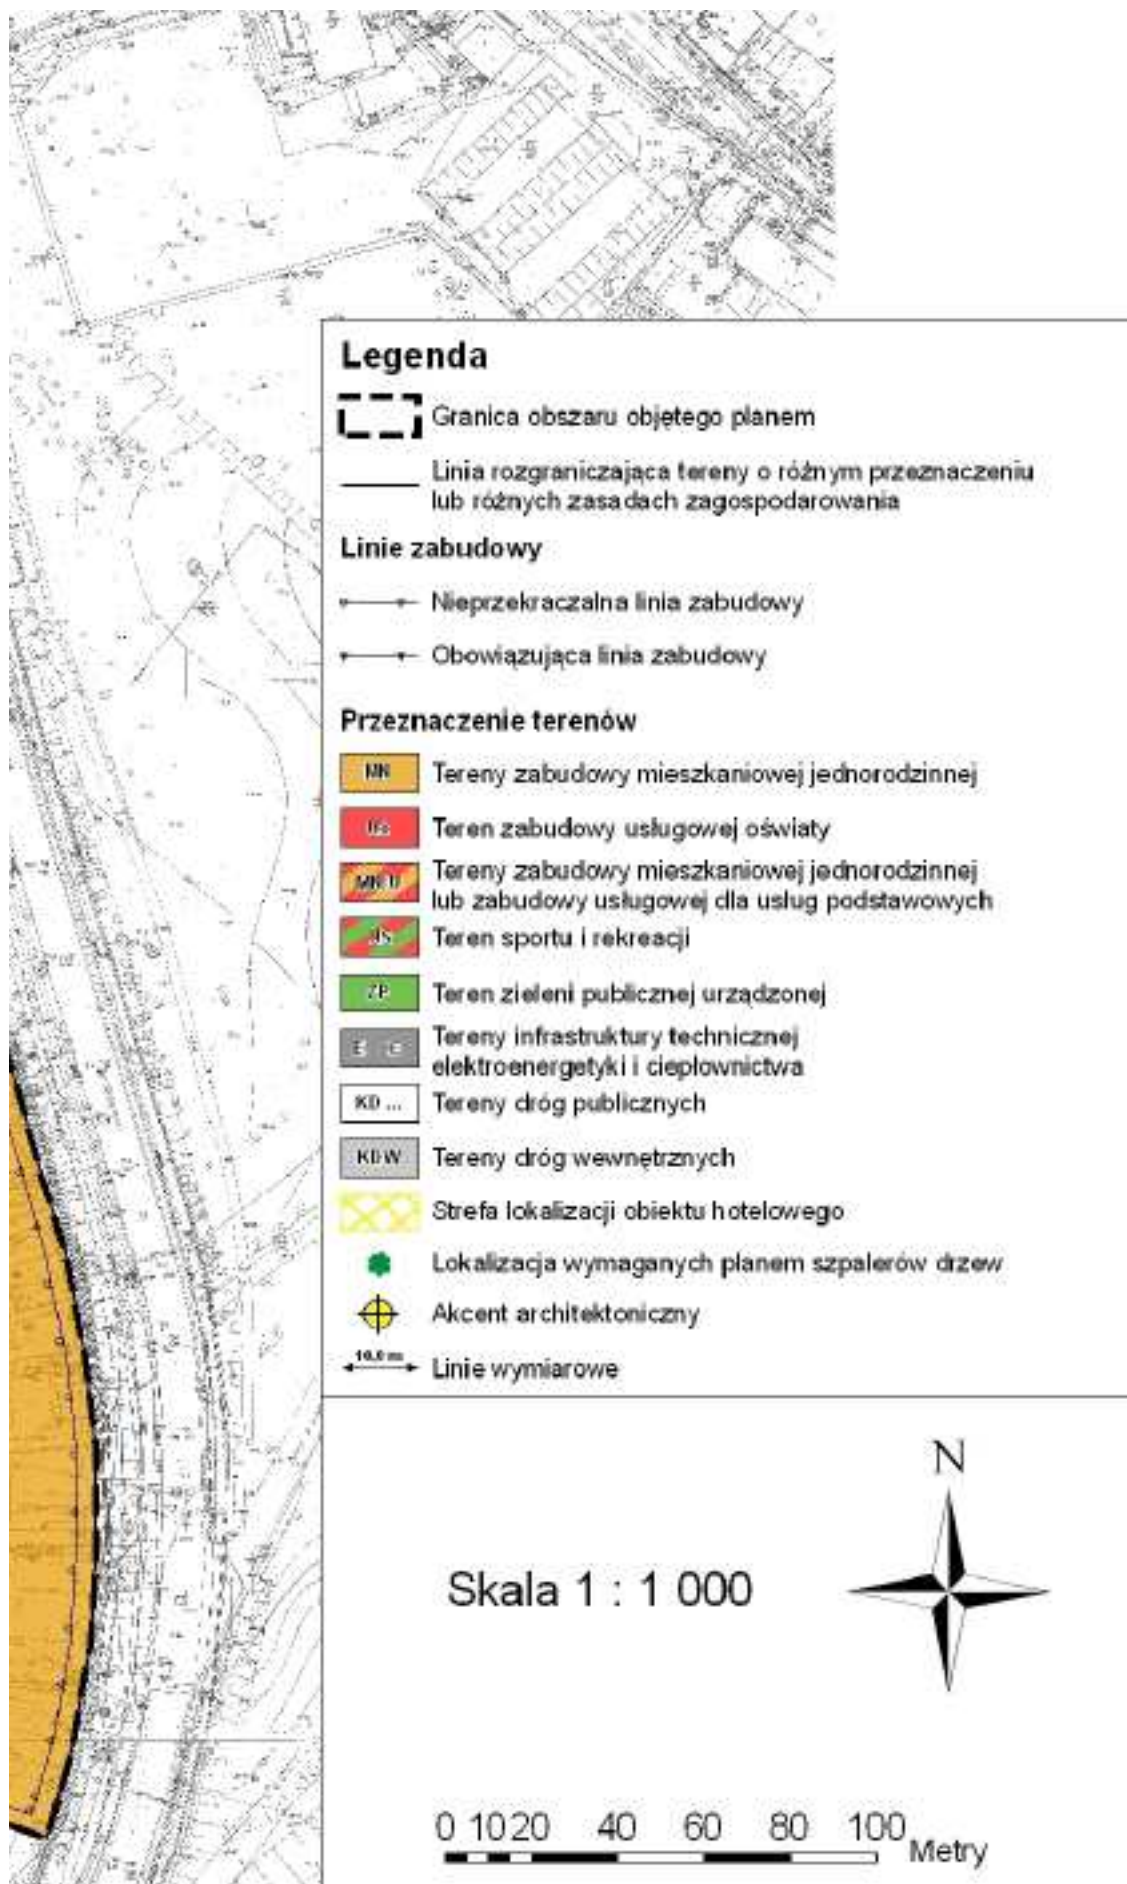 Legenda
Granica obszaru objętego planem
Linia rozgraniczająca tereny o różnym przeznaczeniu
lub różnych zasadach zagospodarowania
Linie zabudowy
Nieprzekraczalna linia zabudowy
Obowiązująca linia zabudowy
Przeznaczenie terenów
MN Tereny zabudowy mieszkaniowej jednorodzinnej
Teren zabudowy usługowej oświaty
Tereny zabudowy mieszkaniowej jednorodzinnej
MN/U
lub zabudowy usługowej dla usług podstawowych
US Teren sportu i rekreacji
ZP Teren zieleni publicznej urządzonej
Tereny infrastruktury technicznej
elektroenergetyki i ciepłownictwa
KD ... Tereny dróg publicznych
KDW Tereny dróg wewnętrznych
Strefa lokalizacji obiektu hotelowego
Lokalizacja wymaganych planem szpalerów drzew
Akcent architektoniczny
10,0 m Linie wymiarowe
N
Skala 1 : 1 000
0 10 20 40 60 80 100 Metry